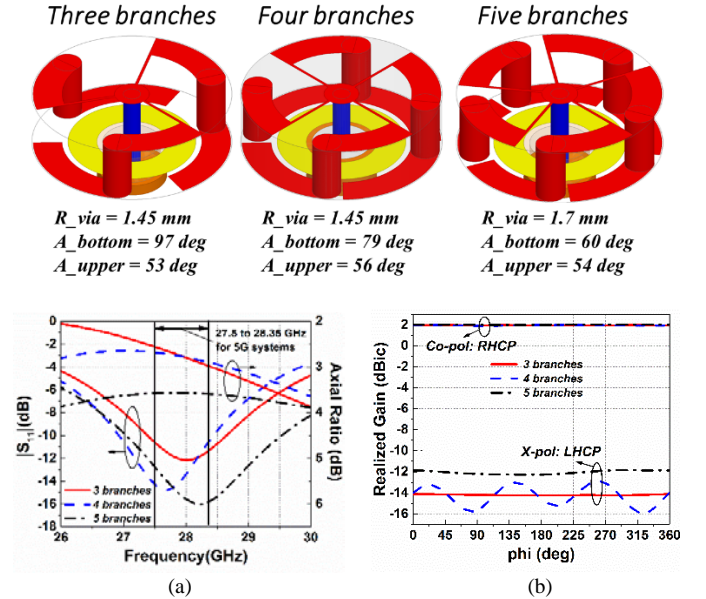 Three branches
Four branches
Five branches
R_via = 1.45 mm
A_bottom = 97 deg
A_upper = 53 deg
R_via = 1.45 mm
A_bottom = 79 deg
A_upper = 56 deg
R_via = 1.7 mm
A_bottom = 60 deg
A_upper = 54 deg
0
-2
-4
-6
-8
-10
-12
-14
-16
-18
|S11|(dB)
27.5 to 28.35 GHz
for 5G systems
3 branches
4 branches
5 branches
2
3
4
5
6
Axial Ratio (dB)
26
27
28
29
30
Frequency(GHz)
(a)
2
0
-2
-4
-6
-8
-10
-12
-14
-16
Realized Gain (dBic)
Co-pol: RHCP
3 branches
4 branches
5 branches
X-pol: LHCP
0
45
90
135
180
225
270
315
360
phi (deg)
(b)